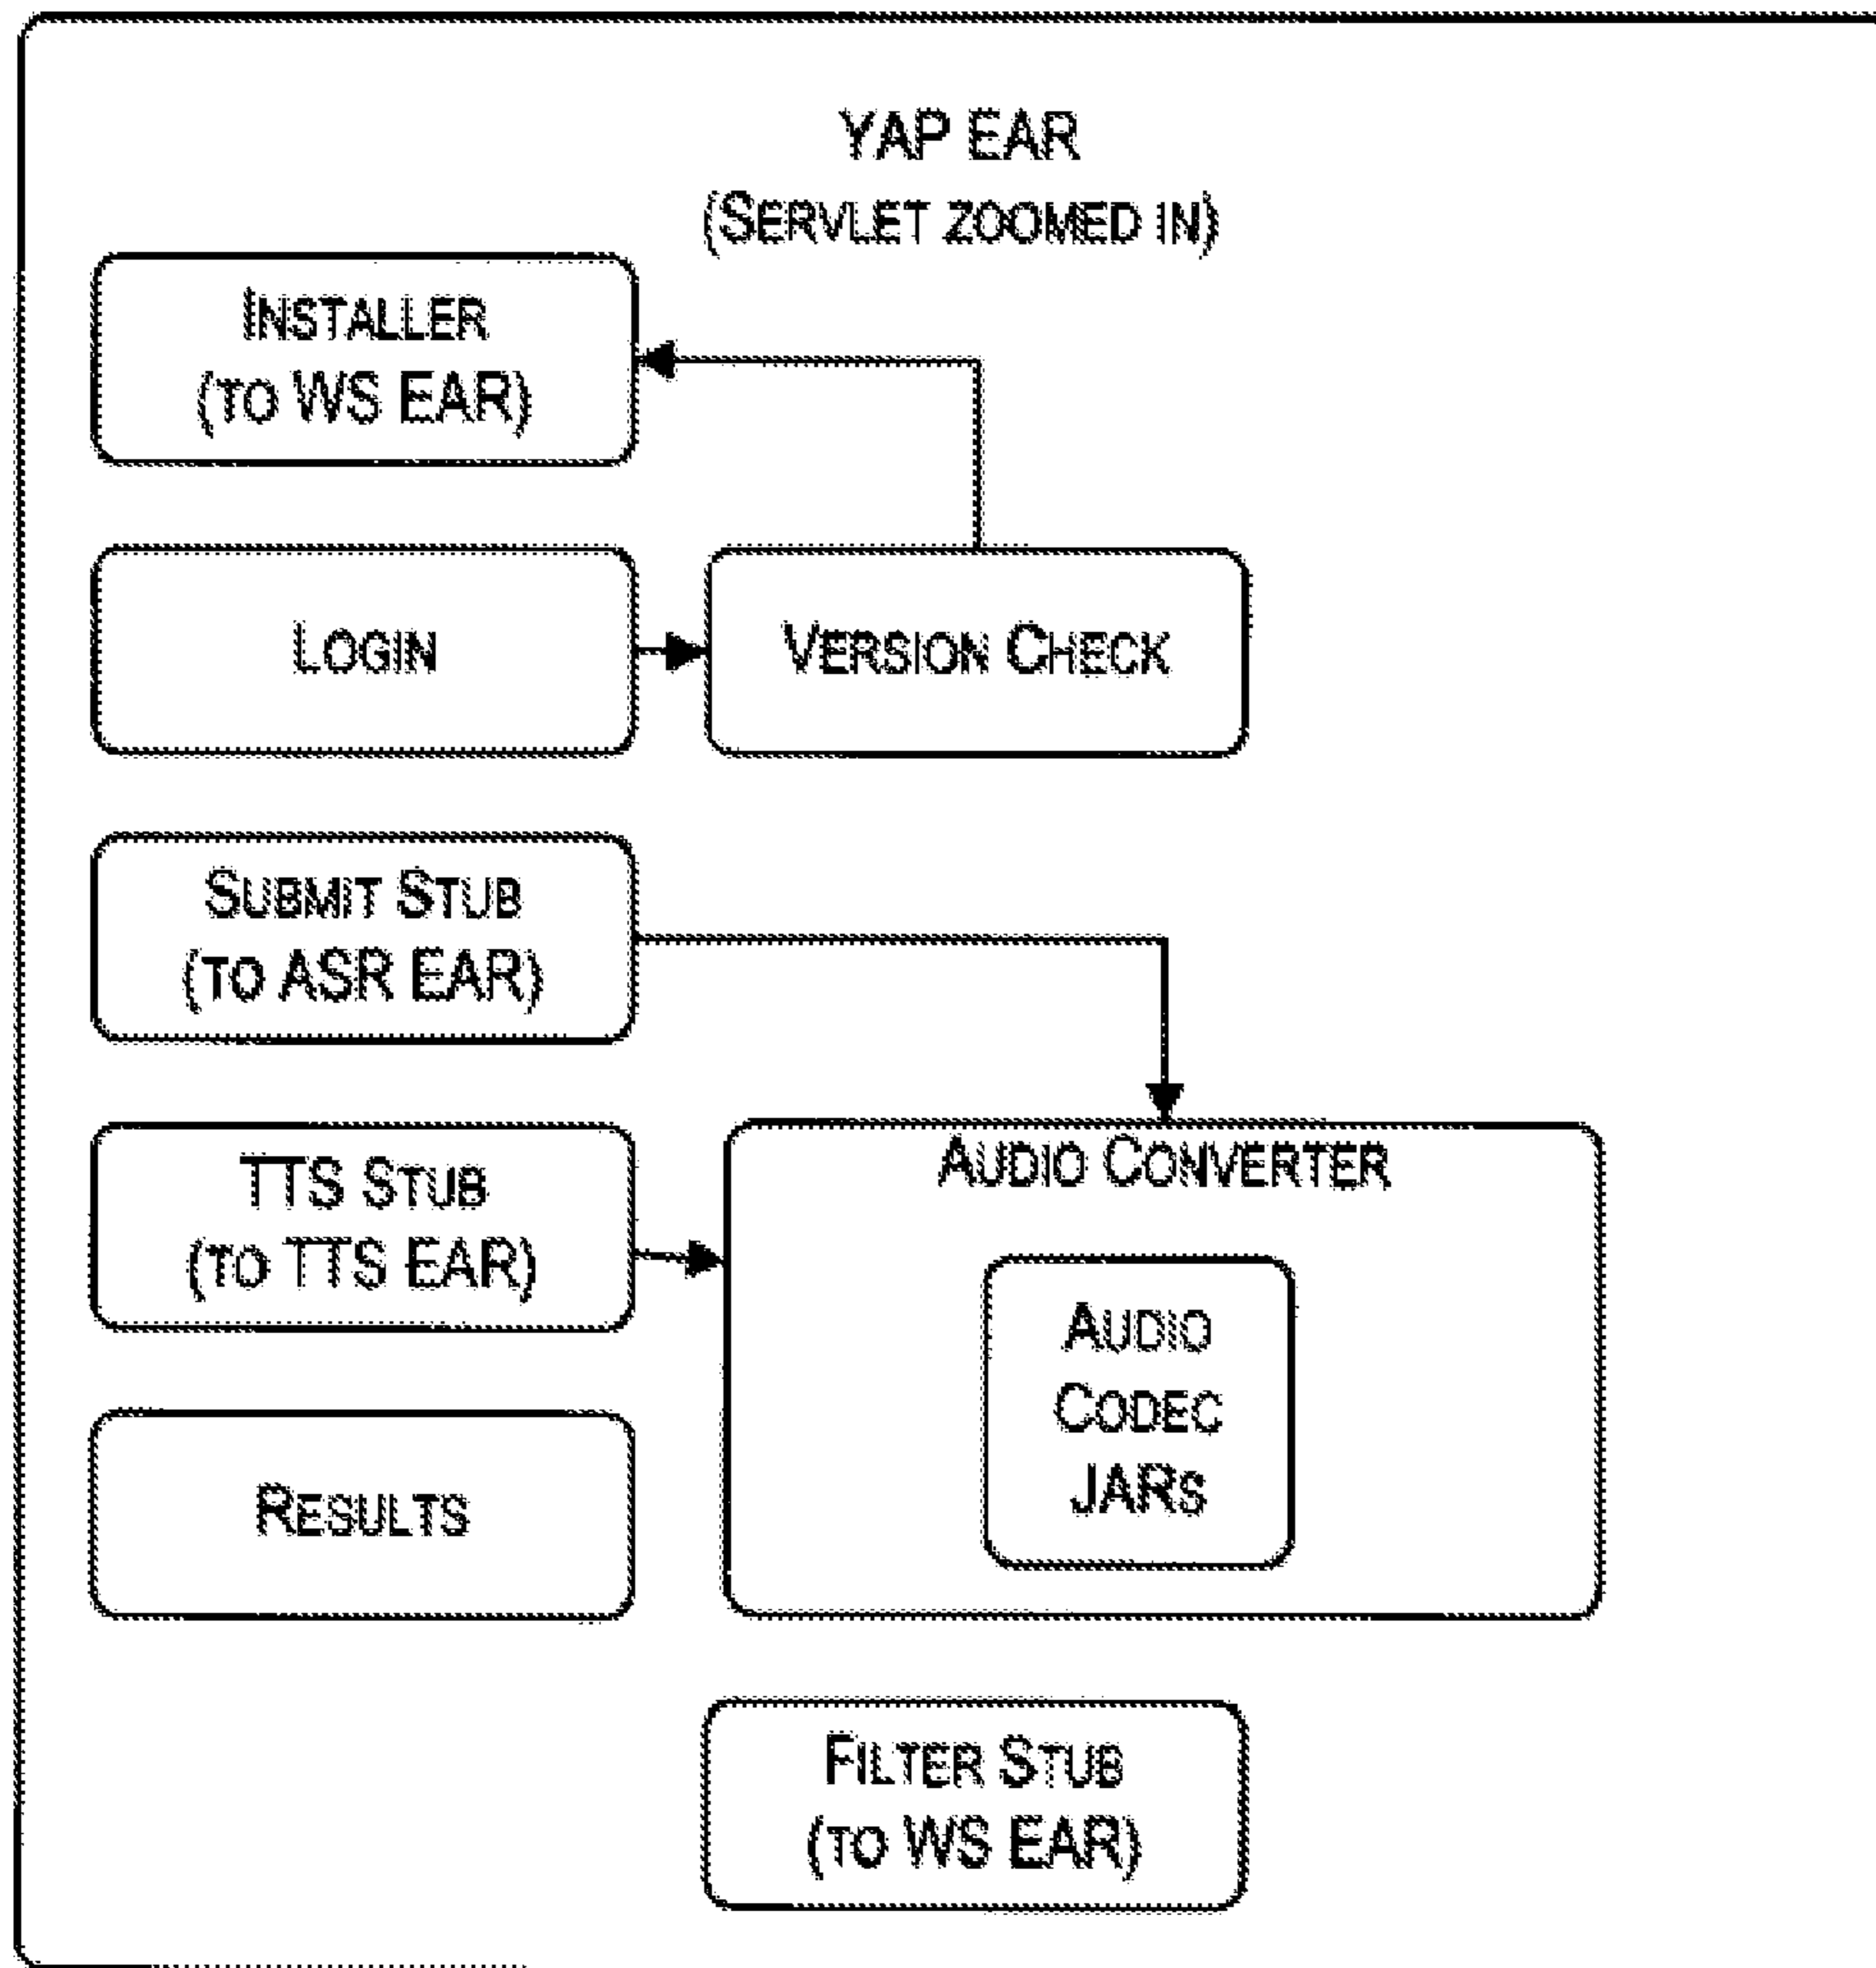 YAP EAR
(SERVLET ZOOMED IN)
INSTALLER
(TO WS EAR)
LOGIN
VERSION CHECK
SUBMIT STUB
(TO ASR EAR)
TTS STUB
(TO TTS EAR)
AUDIO CONVERTER
AUDIO
CODEC
JARS
RESULTS
FILTER STUB
(TO WS EAR)